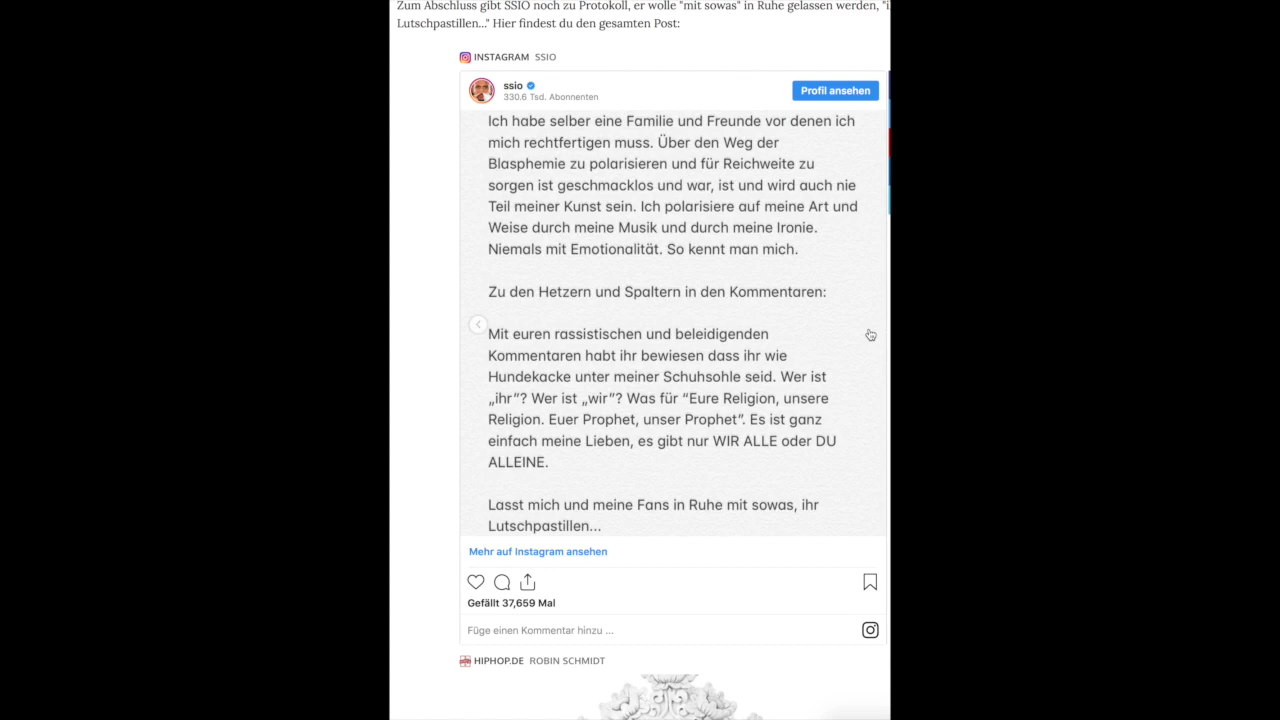 Zum Abschluss gibt SSIO noch zu Protokoll, er wolle "mit sowas" in Ruhe gelassen werden,
Lutschpastillen..." Hier findest du den gesamten Post:
INSTAGRAM SSIO
ssio
330.6 Tsd. Abonnenten
Profil ansehen
Ich habe selber eine Familie und Freunde vor denen ich
mich rechtfertigen muss. Über den Weg der
Blasphemie zu polarisieren und für Reichweite zu
sorgen ist geschmacklos und war, ist und wird auch nie
Teil meiner Kunst sein. Ich polarisiere auf meine Art und
Weise durch meine Musik und durch meine Ironie.
Niemals mit Emotionalität. So kennt man mich.
Zu den Hetzern und Spaltern in den Kommentaren:
Mit euren rassistischen und beleidigenden
Kommentaren habt ihr bewiesen dass ihr wie
Hundekacke unter meiner Schuhsohle seid. Wer ist
„ihr“? Wer ist „wir“? Was für “Eure Religion, unsere
Religion. Euer Prophet, unser Prophet”. Es ist ganz
einfach meine Lieben, es gibt nur WIR ALLE oder DU
ALLEINE.
Lasst mich und meine Fans in Ruhe mit sowas, ihr
Lutschpastillen...
Mehr auf Instagram ansehen
Gefällt 37,659 Mal
Füge einen Kommentar hinzu ...
HIPHOP.DE ROBIN SCHMIDT